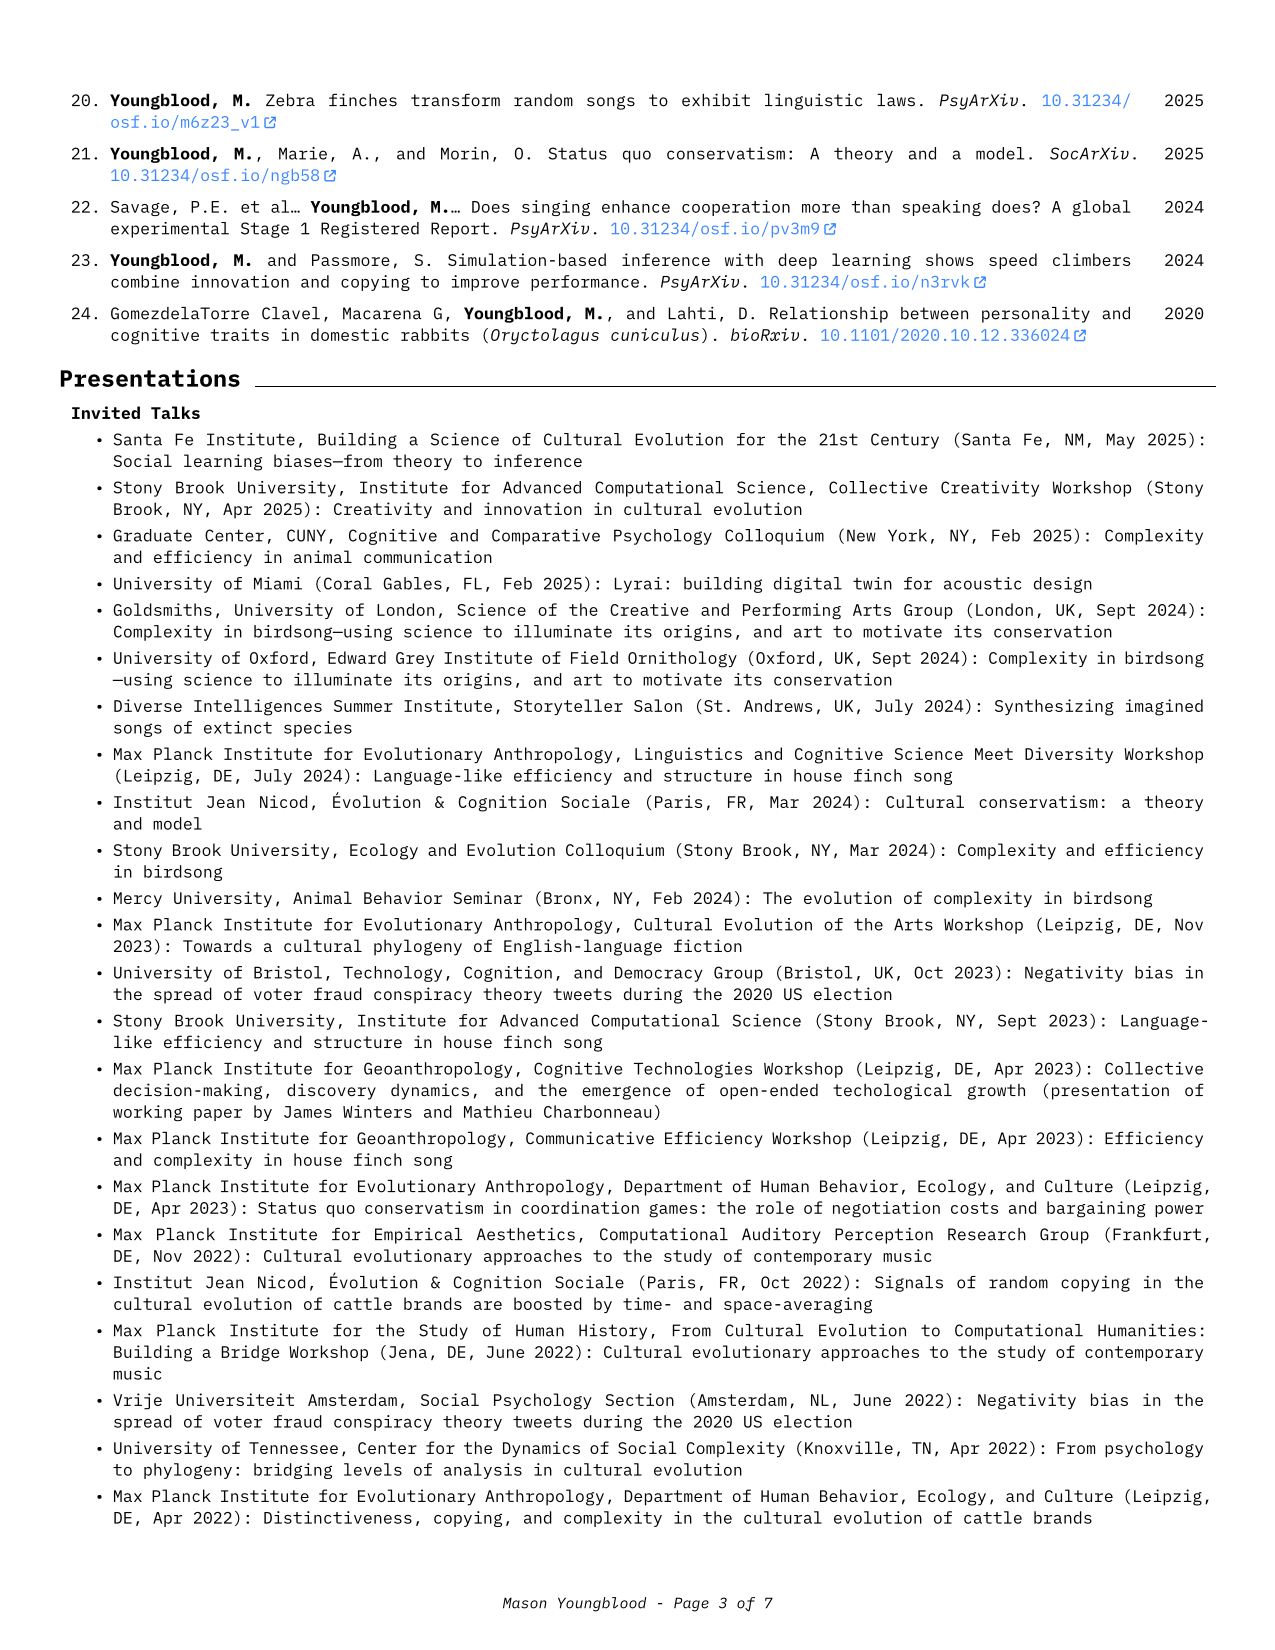 20. Youngblood, M. Zebra finches transform random songs to exhibit linguistic laws. PsyArXiv. 10.31234/ 2025
osf.io/m6z23_v1
21. Youngblood, M., Marie, A., and Morin, O. Status quo conservatism: A theory and a model. SocArXiv. 2025
10.31234/osf.io/ngb58
22. Savage, P.E. et al… Youngblood, M.… Does singing enhance cooperation more than speaking does? A global 2024
experimental Stage 1 Registered Report. PsyArXiv. 10.31234/osf.io/pv3m9
23. Youngblood, M. and Passmore, S. Simulation-based inference with deep learning shows speed climbers 2024
combine innovation and copying to improve performance. PsyArXiv. 10.31234/osf.io/n3rvk
24. GomezdelaTorre Clavel, Macarena G, Youngblood, M., and Lahti, D. Relationship between personality and 2020
cognitive traits in domestic rabbits (Oryctolagus cuniculus). bioRxiv. 10.1101/2020.10.12.336024
Presentations
Invited Talks
• Santa Fe Institute, Building a Science of Cultural Evolution for the 21st Century (Santa Fe, NM, May 2025):
Social learning biases—from theory to inference
• Stony Brook University, Institute for Advanced Computational Science, Collective Creativity Workshop (Stony
Brook, NY, Apr 2025): Creativity and innovation in cultural evolution
• Graduate Center, CUNY, Cognitive and Comparative Psychology Colloquium (New York, NY, Feb 2025): Complexity
and efficiency in animal communication
• University of Miami (Coral Gables, FL, Feb 2025): Lyrai: building digital twin for acoustic design
• Goldsmiths, University of London, Science of the Creative and Performing Arts Group (London, UK, Sept 2024):
Complexity in birdsong—using science to illuminate its origins, and art to motivate its conservation
• University of Oxford, Edward Grey Institute of Field Ornithology (Oxford, UK, Sept 2024): Complexity in birdsong
—using science to illuminate its origins, and art to motivate its conservation
• Diverse Intelligences Summer Institute, Storyteller Salon (St. Andrews, UK, July 2024): Synthesizing imagined
songs of extinct species
• Max Planck Institute for Evolutionary Anthropology, Linguistics and Cognitive Science Meet Diversity Workshop
(Leipzig, DE, July 2024): Language-like efficiency and structure in house finch song
• Institut Jean Nicod, Évolution & Cognition Sociale (Paris, FR, Mar 2024): Cultural conservatism: a theory
and model
• Stony Brook University, Ecology and Evolution Colloquium (Stony Brook, NY, Mar 2024): Complexity and efficiency
in birdsong
• Mercy University, Animal Behavior Seminar (Bronx, NY, Feb 2024): The evolution of complexity in birdsong
• Max Planck Institute for Evolutionary Anthropology, Cultural Evolution of the Arts Workshop (Leipzig, DE, Nov
2023): Towards a cultural phylogeny of English-language fiction
• University of Bristol, Technology, Cognition, and Democracy Group (Bristol, UK, Oct 2023): Negativity bias in
the spread of voter fraud conspiracy theory tweets during the 2020 US election
• Stony Brook University, Institute for Advanced Computational Science (Stony Brook, NY, Sept 2023): Language-
like efficiency and structure in house finch song
• Max Planck Institute for Geoanthropology, Cognitive Technologies Workshop (Leipzig, DE, Apr 2023): Collective
decision-making, discovery dynamics, and the emergence of open-ended techological growth (presentation of
working paper by James Winters and Mathieu Charbonneau)
• Max Planck Institute for Geoanthropology, Communicative Efficiency Workshop (Leipzig, DE, Apr 2023): Efficiency
and complexity in house finch song
• Max Planck Institute for Evolutionary Anthropology, Department of Human Behavior, Ecology, and Culture (Leipzig,
DE, Apr 2023): Status quo conservatism in coordination games: the role of negotiation costs and bargaining power
• Max Planck Institute for Empirical Aesthetics, Computational Auditory Perception Research Group (Frankfurt,
DE, Nov 2022): Cultural evolutionary approaches to the study of contemporary music
• Institut Jean Nicod, Évolution & Cognition Sociale (Paris, FR, Oct 2022): Signals of random copying in the
cultural evolution of cattle brands are boosted by time- and space-averaging
• Max Planck Institute for the Study of Human History, From Cultural Evolution to Computational Humanities:
Building a Bridge Workshop (Jena, DE, June 2022): Cultural evolutionary approaches to the study of contemporary
music
• Vrije Universiteit Amsterdam, Social Psychology Section (Amsterdam, NL, June 2022): Negativity bias in the
spread of voter fraud conspiracy theory tweets during the 2020 US election
• University of Tennessee, Center for the Dynamics of Social Complexity (Knoxville, TN, Apr 2022): From psychology
to phylogeny: bridging levels of analysis in cultural evolution
• Max Planck Institute for Evolutionary Anthropology, Department of Human Behavior, Ecology, and Culture (Leipzig,
DE, Apr 2022): Distinctiveness, copying, and complexity in the cultural evolution of cattle brands
Mason Youngblood - Page 3 of 7